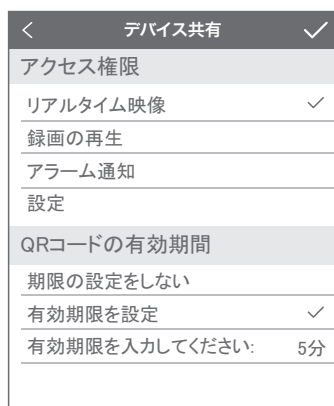 デバイス共有
アクセス権限
リアルタイム映像
録画の再生
アラーム通知
設定
QRコードの有効期間
期限の設定をしない
有効期限を設定
有効期限を入力してください: 5分